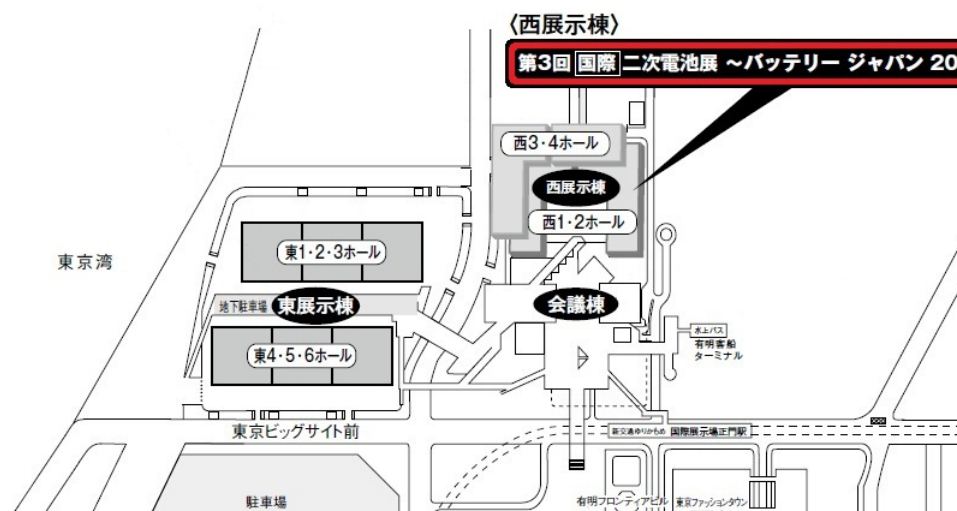 〈西展示棟〉
第3回 国際 二次電池展 ～バッテリー ジャパン 20
西3・4ホール
西展示棟
西1・2ホール
東京湾
東1・2・3ホール
地下駐車場
東展示棟
会議棟
水上バス
有明客船
ターミナル
東4・5・6ホール
東京ビッグサイト前
新交通ゆりかもめ 国際展示場正門駅
駐車場
有明フロンティアビル
東京ファッションタウン